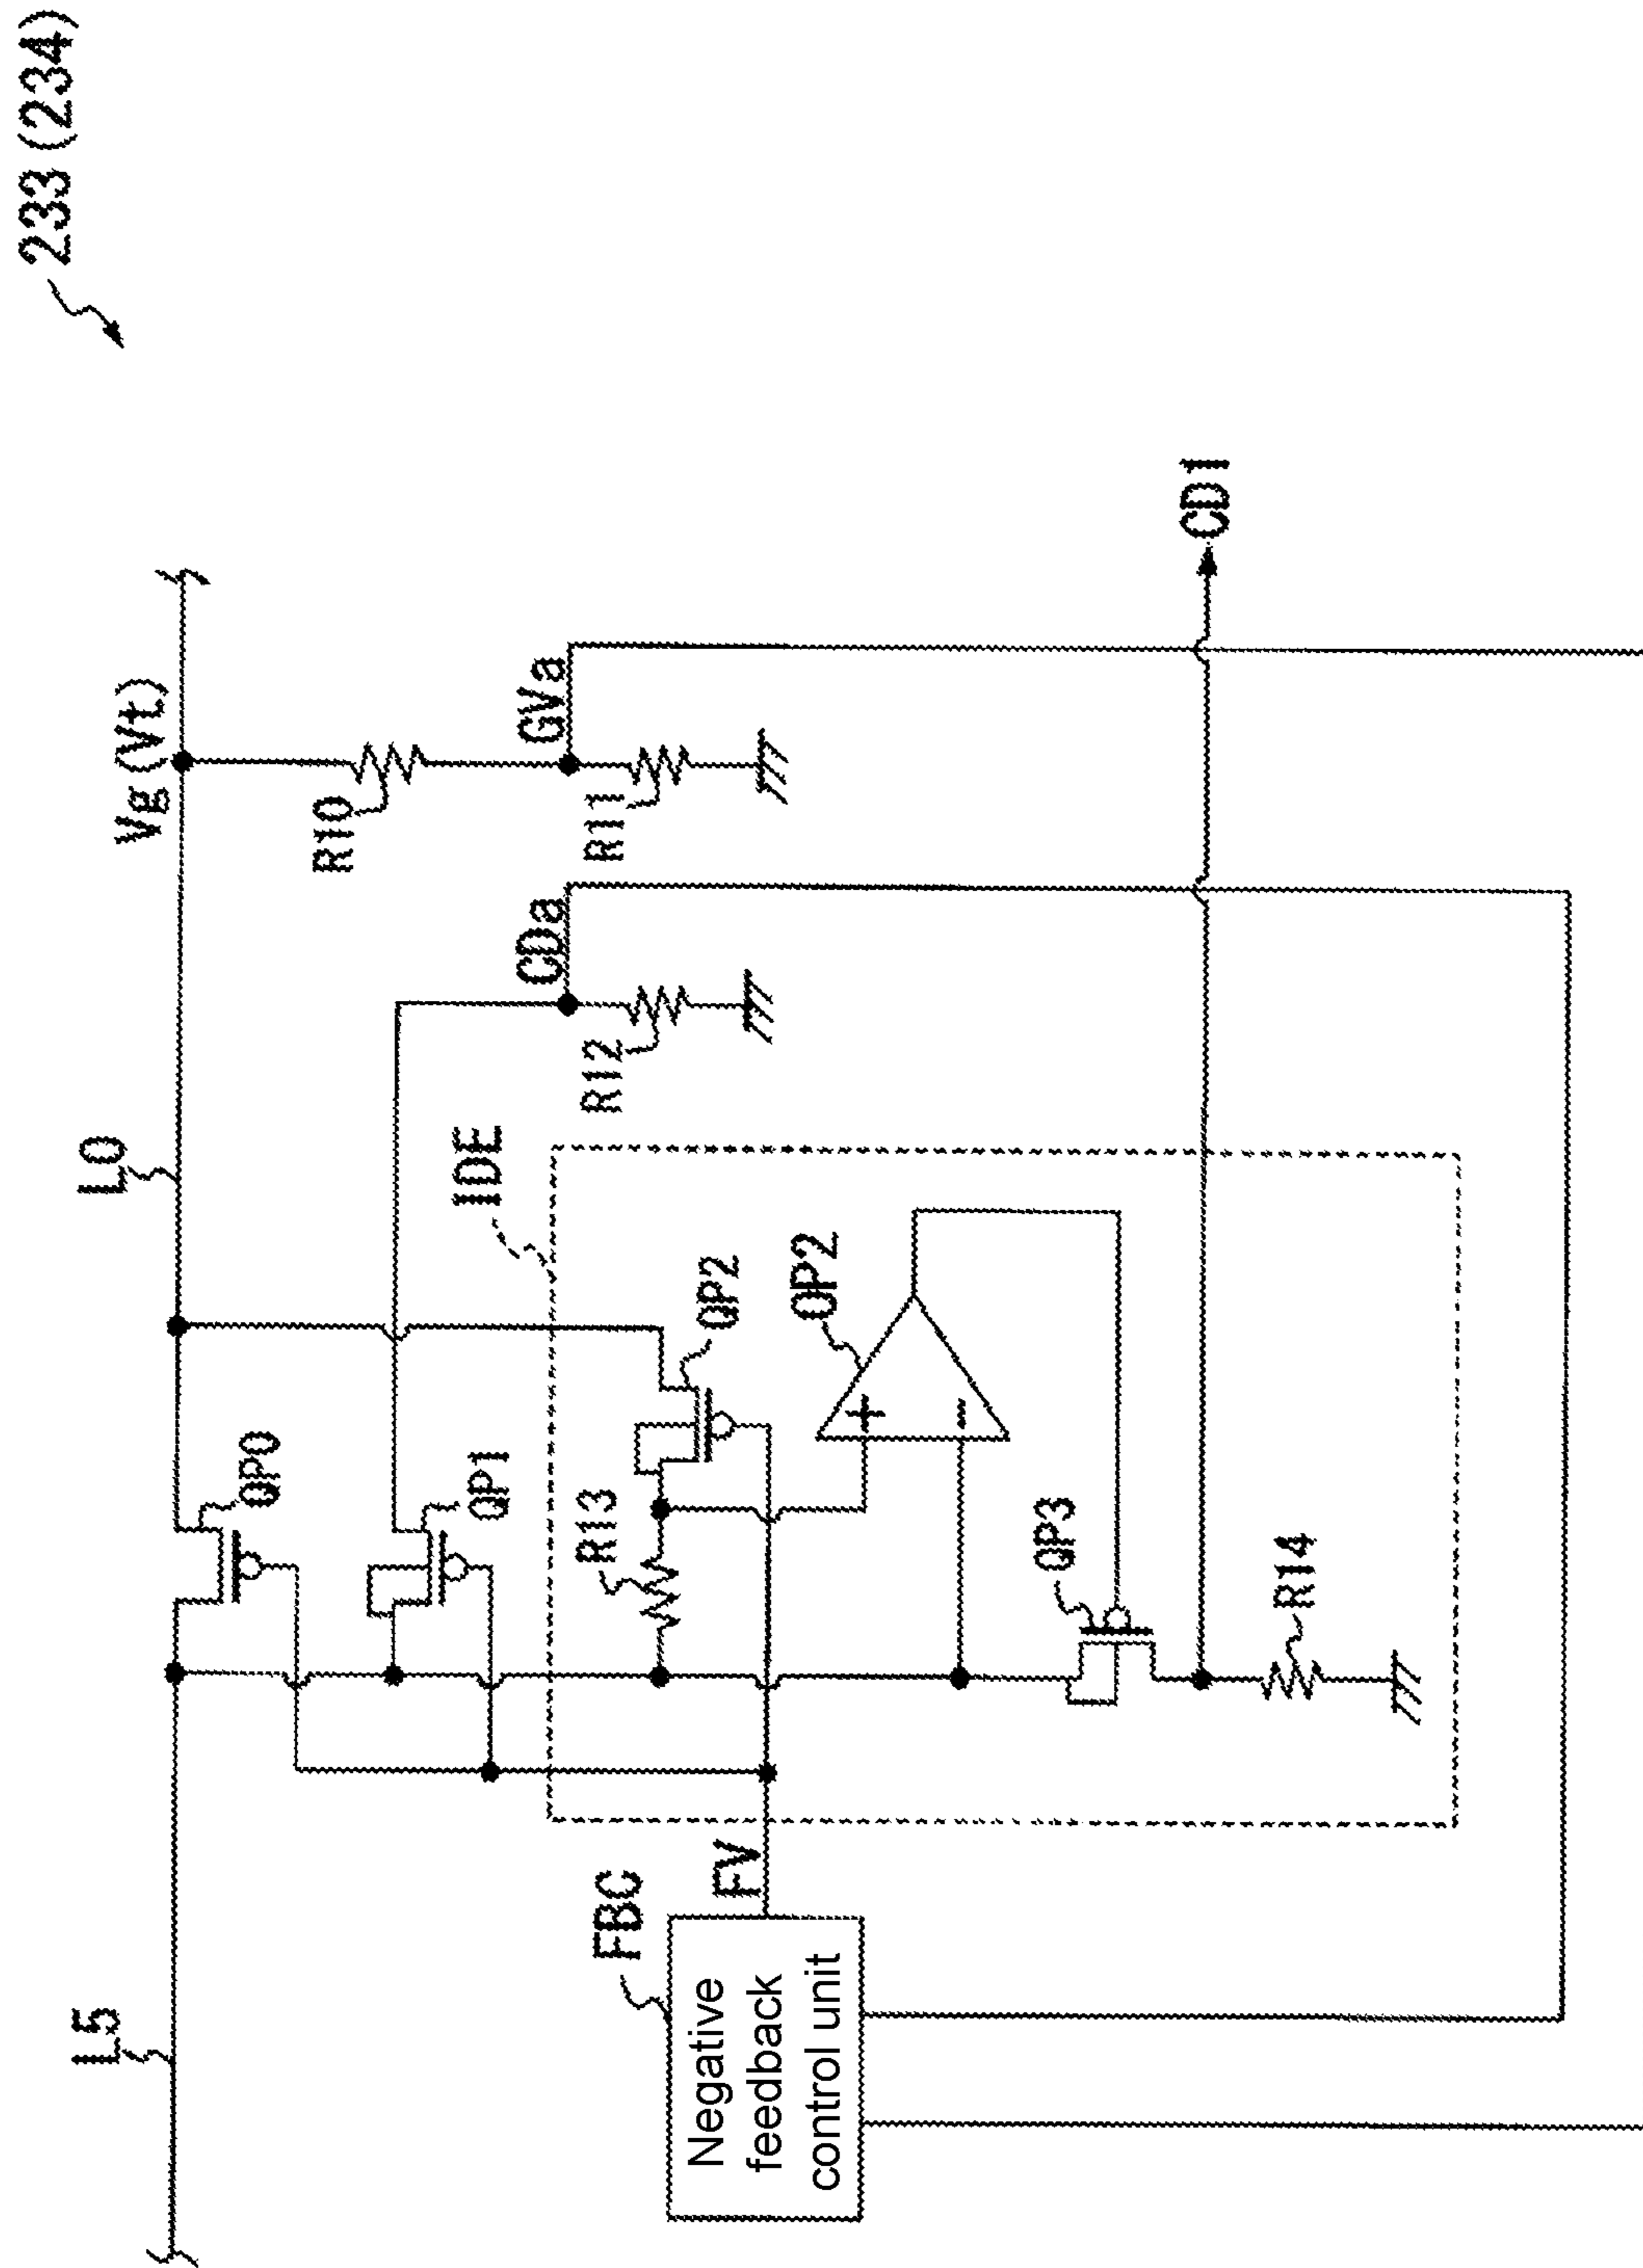 233 (234)
L5
L0
Vg (Vt)
QP0
QP1
IDE
CDa
GVa
R10
R11
R12
R13
QP2
OP2
FBC
FV
Negative
feedback
control unit
+
−
QP3
R14
CD1